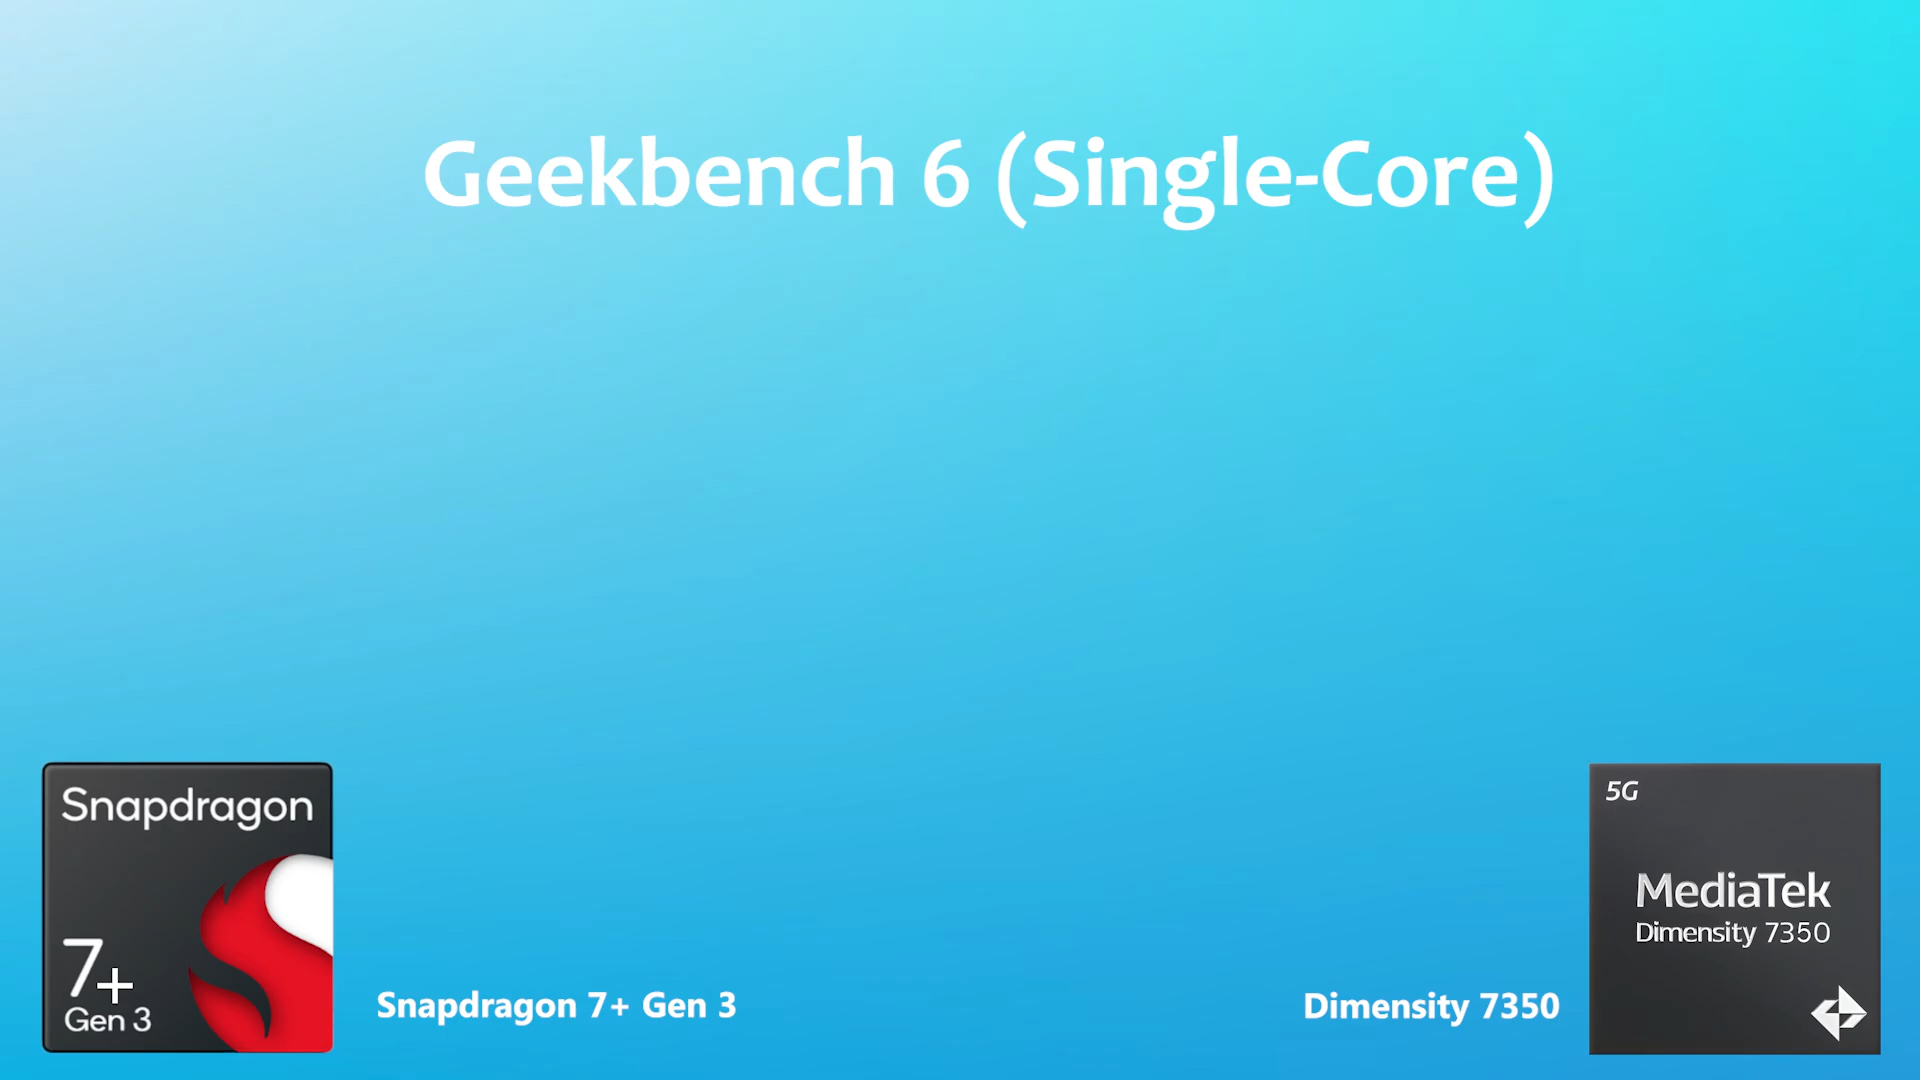 Geekbench 6 (Single-Core)
Snapdragon
7+
Gen 3
Snapdragon 7+ Gen 3
Dimensity 7350
5G
MediaTek
Dimensity 7350